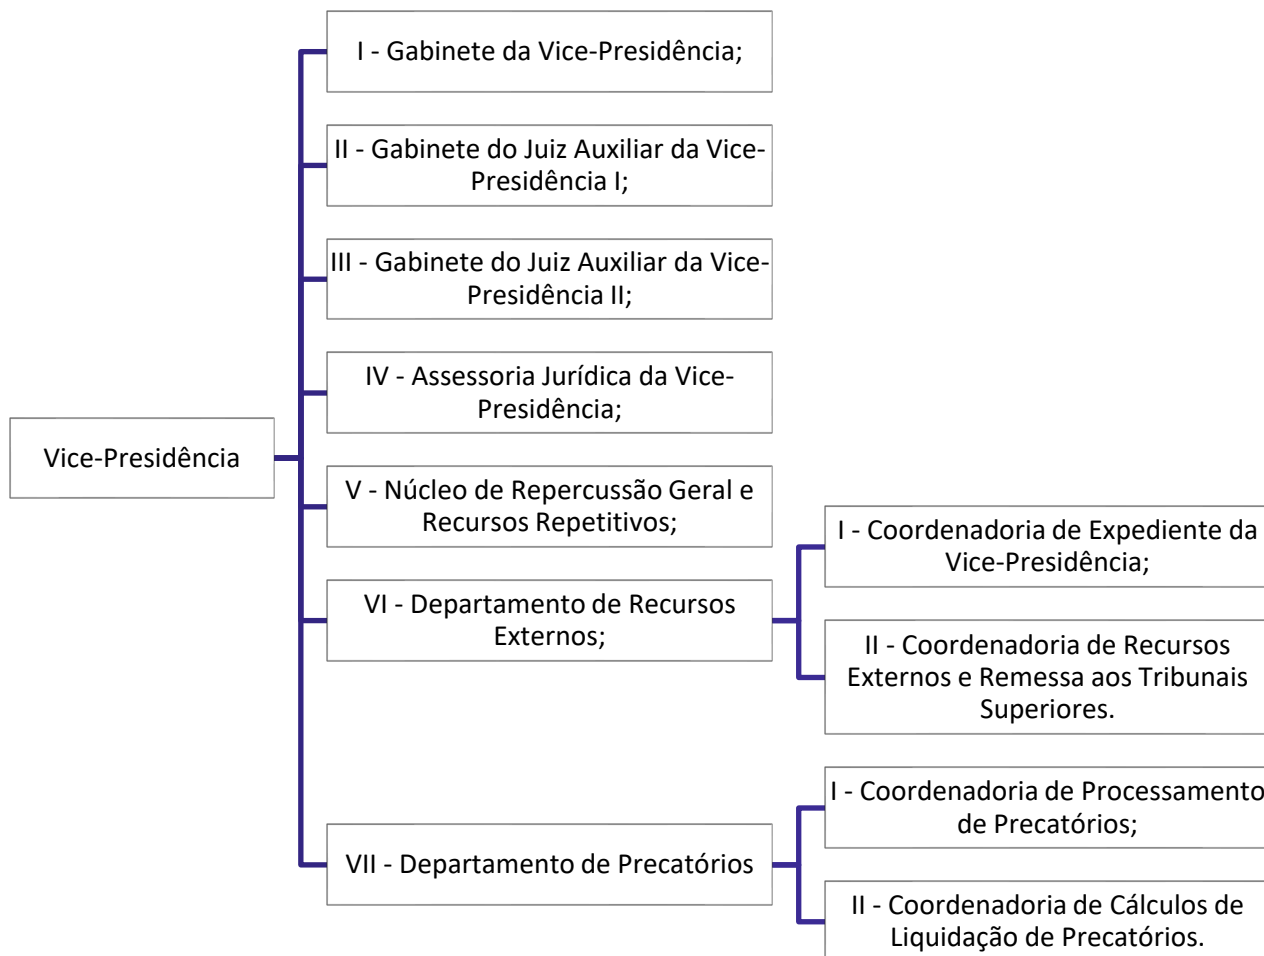 I - Gabinete da Vice-Presidência;
II - Gabinete do Juiz Auxiliar da Vice-
Presidência I;
III - Gabinete do Juiz Auxiliar da Vice-
Presidência II;
IV - Assessoria Jurídica da Vice-
Presidência;
Vice-Presidência
V - Núcleo de Repercussão Geral e
Recursos Repetitivos;
VI - Departamento de Recursos
Externos;
I - Coordenadoria de Expediente da
Vice-Presidência;
II - Coordenadoria de Recursos
Externos e Remessa aos Tribunais
Superiores.
VII - Departamento de Precatórios
I - Coordenadoria de Processamento
de Precatórios;
II - Coordenadoria de Cálculos de
Liquidação de Precatórios.